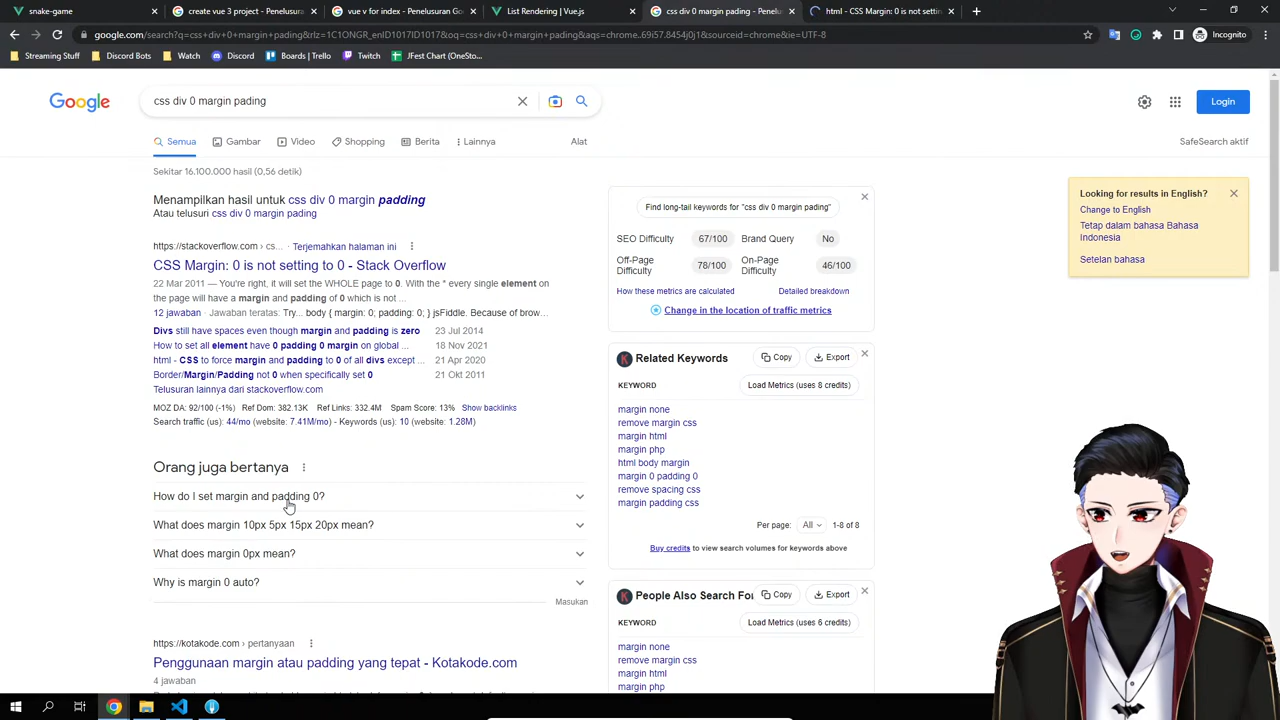 snake-game
create vue 3 project - Penelusura
vue v for index - Penelusuran Go
List Rendering | Vue.js
css div 0 margin pading - Penelu
html - CSS Margin: 0 is not settin
Incognito
google.com/search?q=css+div+0+margin+pading&rlz=1C1ONGR_enID1017ID1017&oq=css+div+0+margin+pading&aqs=chrome..69i57.8454j0j1&sourceid=chrome&ie=UTF-8
Streaming Stuff
Discord Bots
Watch
Discord
Boards | Trello
Twitch
JFest Chart (OneSto...
Google
css div 0 margin pading
Login
Semua
Gambar
Video
Shopping
Berita
Lainnya
Alat
SafeSearch aktif
Sekitar 16.100.000 hasil (0,56 detik)
Menampilkan hasil untuk css div 0 margin padding
Atau telusuri css div 0 margin pading
https://stackoverflow.com › cs... · Terjemahkan halaman ini
CSS Margin: 0 is not setting to 0 - Stack Overflow
22 Mar 2011 — You're right, it will set the WHOLE page to 0. With the * every single element on
the page will have a margin and padding of 0 which is not ...
12 jawaban · Jawaban teratas: Try... body { margin: 0; padding: 0; } jsFiddle. Because of brow...
Divs still have spaces even though margin and padding is zero 23 Jul 2014
How to set all element have 0 padding 0 margin on global ... 18 Nov 2021
html - CSS to force margin and padding to 0 of all divs except ... 21 Apr 2020
Border/Margin/Padding not 0 when specifically set 0 21 Okt 2011
Telusuran lainnya dari stackoverflow.com
MOZ DA: 92/100 (-1%) Ref Dom: 382.13K Ref Links: 332.4M Spam Score: 13% Show backlinks
Search traffic (us): 44/mo (website: 7.41M/mo) - Keywords (us): 10 (website: 1.28M)
Orang juga bertanya
How do I set margin and padding 0?
What does margin 10px 5px 15px 20px mean?
What does margin 0px mean?
Why is margin 0 auto?
Masukan
https://kotakode.com › pertanyaan
Penggunaan margin atau padding yang tepat - Kotakode.com
4 jawaban
Find long-tail keywords for "css div 0 margin pading"
SEO Difficulty 67/100 Brand Query No
Off-Page Difficulty 78/100 On-Page Difficulty 46/100
How these metrics are calculated
Detailed breakdown
Change in the location of traffic metrics
Related Keywords
Copy
Export
KEYWORD
Load Metrics (uses 8 credits)
margin none
remove margin css
margin html
margin php
html body margin
margin 0 padding 0
remove spacing css
margin padding css
Per page: All 1-8 of 8
Buy credits to view search volumes for keywords above
People Also Search For
Copy
Export
KEYWORD
Load Metrics (uses 6 credits)
margin none
remove margin css
margin html
margin php
Looking for results in English?
Change to English
Tetap dalam bahasa Bahasa
Indonesia
Setelan bahasa